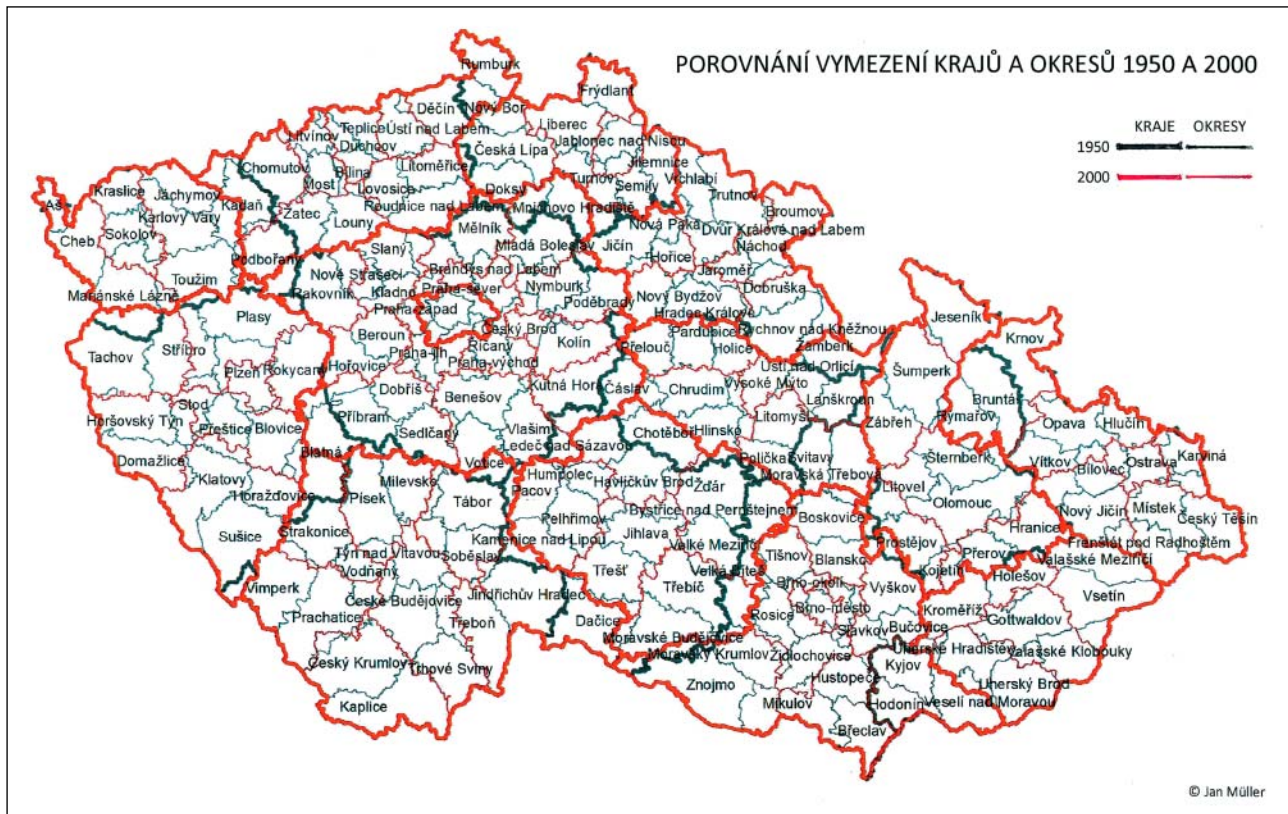 POROVNÁNÍ VYMEZENÍ KRAJŮ A OKRESŮ 1950 A 2000
KRAJE OKRESY
1950
2000
Rumburk
Frýdlant
Děčín
Nový Bor
Teplice
Ústí nad Labem
Liberec
Litvínov
Duchcov
Jablonec nad Nisou
Chomutov
Bílina
Litoměřice
Česká Lípa
Jilemnice
Most
Lovosice
Turnov
Semily
Vrchlabí
Kraslice
Jáchymov
Kadaň
Žatec
Roudnice nad Labem
Doksy
Mnichovo Hradiště
Trutnov
Aš
Karlovy Vary
Louny
Mělník
Nová Paka
Broumov
Sokolov
Slaný
Mladá Boleslav
Jičín
Dvůr Králové nad Labem
Cheb
Podbořany
Hořice
Náchod
Toužim
Nové Strašecí
Brandýs nad Labem
Jaroměř
Mariánské Lázně
Rakovník
Kladno
Praha-sever
Nymburk
Nový Bydžov
Dobruška
Praha-západ
Poděbrady
Hradec Králové
Plasy
Beroun
Český Brod
Pardubice
Rychnov nad Kněžnou
Jeseník
Tachov
Stříbro
Praha-jih
Říčany
Kolín
Přelouč
Holice
Žamberk
Krnov
Plzeň
Rokycany
Hořovice
Praha-východ
Ústí nad Orlicí
Šumperk
Dobříš
Kutná Hora
Čáslav
Chrudim
Vysoké Mýto
Lanškroun
Bruntál
Stod
Benešov
Litomyšl
Rýmařov
Horšovský Týn
Přeštice
Blovice
Příbram
Sedlčany
Vlašim
Chotěboř
Hlinsko
Zábřeh
Opava
Hlučín
Domažlice
Blatná
Ledeč nad Sázavou
Polička
Svitavy
Šternberk
Vítkov
Bílovec
Ostrava
Karviná
Klatovy
Votice
Humpolec
Moravská Třebová
Horažďovice
Písek
Milevsko
Tábor
Pacov
Havlíčkův Brod
Žďár
Litovel
Olomouc
Nový Jičín
Místek
Český Těšín
Sušice
Strakonice
Pelhřimov
Bystřice nad Pernštejnem
Boskovice
Hranice
Týn nad Vltavou
Soběslav
Kamenice nad Lipou
Jihlava
Velké Meziříčí
Prostějov
Přerov
Frenštát pod Radhoštěm
Vodňany
Třešť
Tišnov
Blansko
Kojetín
Valašské Meziříčí
Vimperk
České Budějovice
Jindřichův Hradec
Třebíč
Velká Bíteš
Brno-okolí
Vyškov
Holešov
Vsetín
Prachatice
Třeboň
Dačice
Rosice
Brno-město
Kroměříž
Gottwaldov
Moravské Budějovice
Slavkov
Bučovice
Český Krumlov
Trhové Sviny
Moravský Krumlov
Židlochovice
Uherské Hradiště
Valašské Klobouky
Kyjov
Znojmo
Hustopeče
Uherský Brod
Kaplice
Mikulov
Hodonín
Veselí nad Moravou
Břeclav
© Jan Müller